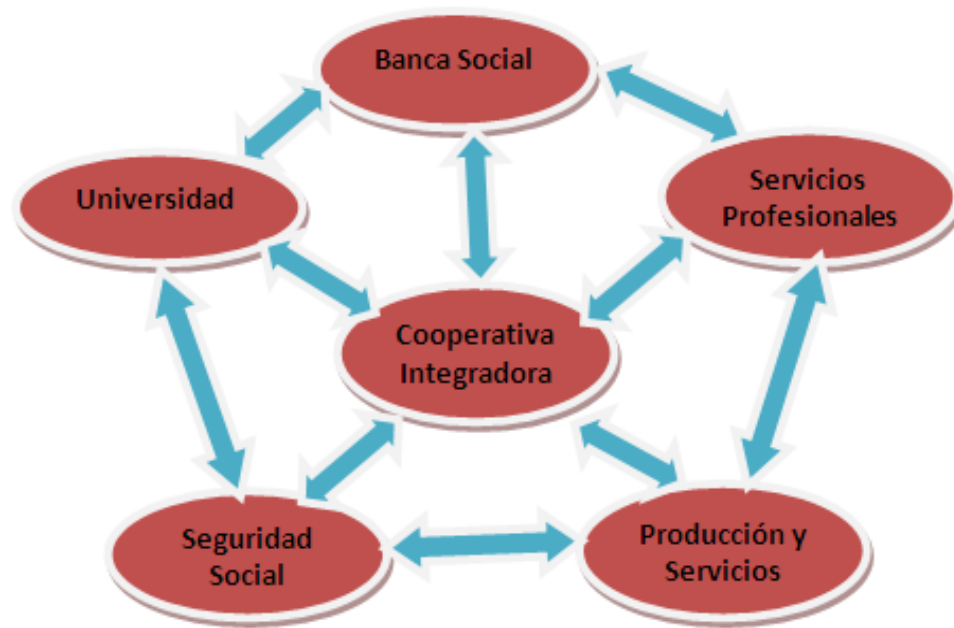 Banca Social
Universidad
Servicios
Profesionales
Cooperativa
Integradora
Seguridad
Social
Producción y
Servicios